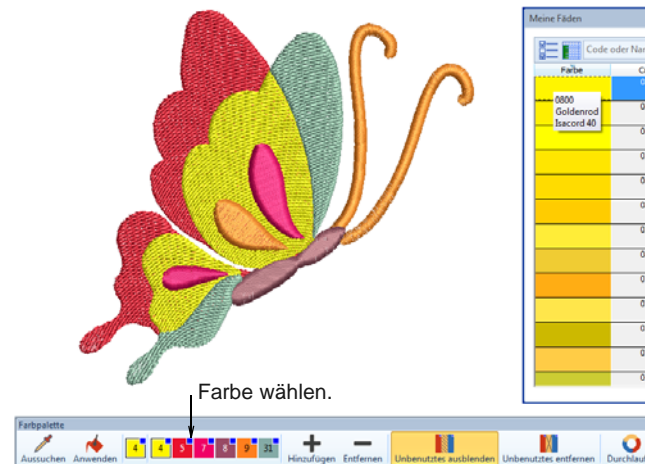 Meine Fäden
Code oder Nar
Farbe
0800
Goldenrod
Isacord 40
Farbe wählen.
Farbpalette
4 4 5 7 8 9 31
Aussuchen Anwenden Hinzufügen Entfernen Unbenutztes ausblenden Unbenutztes entfernen Durchlauf